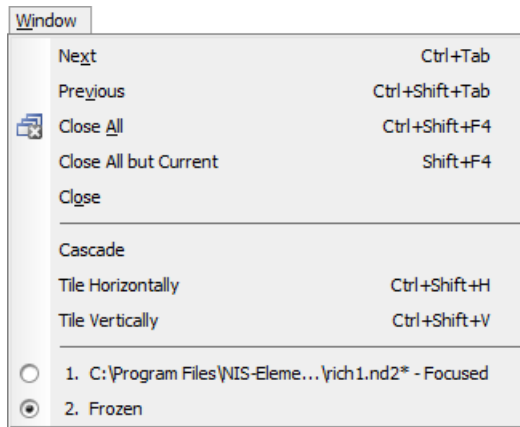 Window
Next Ctrl+Tab
Previous Ctrl+Shift+Tab
Close All Ctrl+Shift+F4
Close All but Current Shift+F4
Close
Cascade
Tile Horizontally Ctrl+Shift+H
Tile Vertically Ctrl+Shift+V
1. C:\Program Files\NIS-Eleme...\rich1.nd2* - Focused
2. Frozen